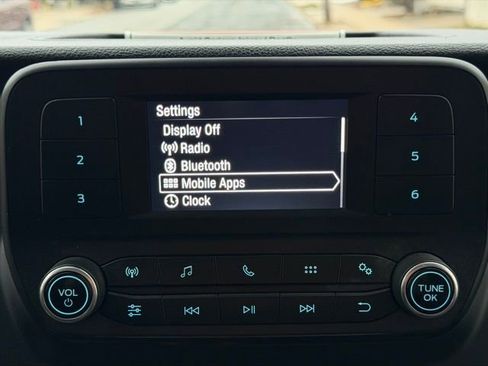 Settings
Display Off
Radio
Bluetooth
Mobile Apps
Clock
1
2
3
4
5
6
VOL
TUNE
OK